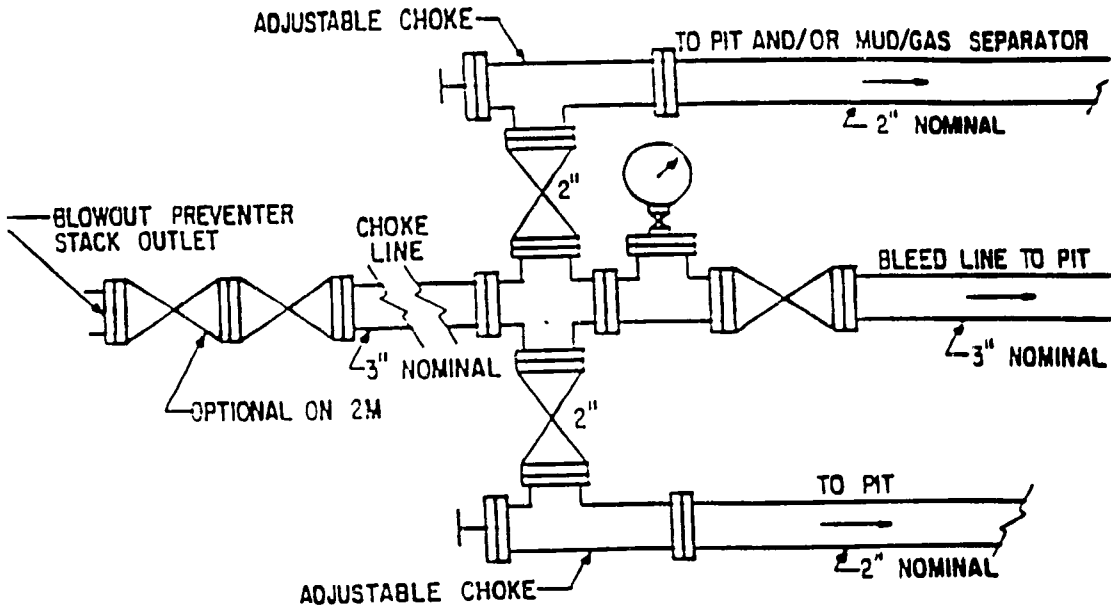 ADJUSTABLE CHOKE
TO PIT AND/OR MUD/GAS SEPARATOR
2" NOMINAL
2"
BLOWOUT PREVENTER
STACK OUTLET
CHOKE
LINE
BLEED LINE TO PIT
3" NOMINAL
3" NOMINAL
OPTIONAL ON 2M
2"
TO PIT
2" NOMINAL
ADJUSTABLE CHOKE